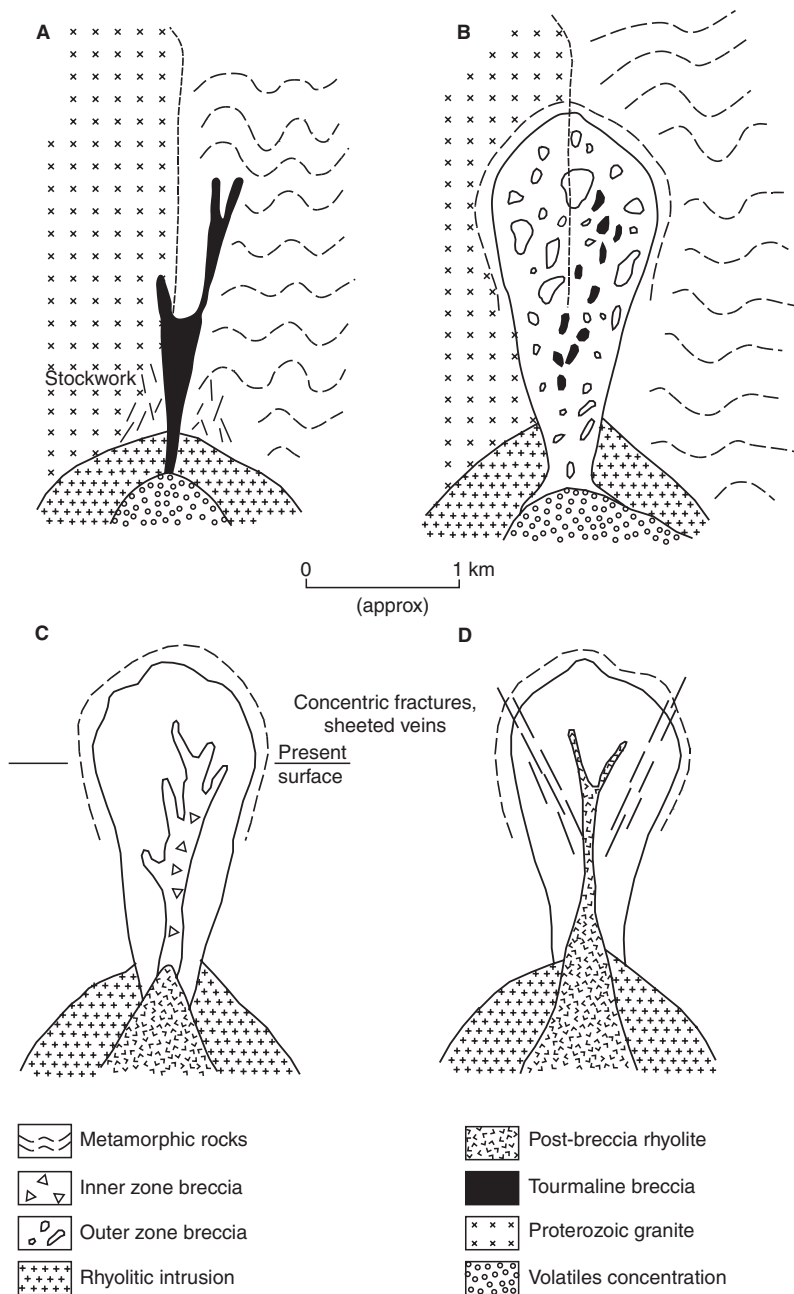 A
B
Stockwork
0 1 km
(approx)
C
D
Concentric fractures,
sheeted veins
Present
surface
Metamorphic rocks
Inner zone breccia
Outer zone breccia
Rhyolitic intrusion
Post-breccia rhyolite
Tourmaline breccia
Proterozoic granite
Volatiles concentration